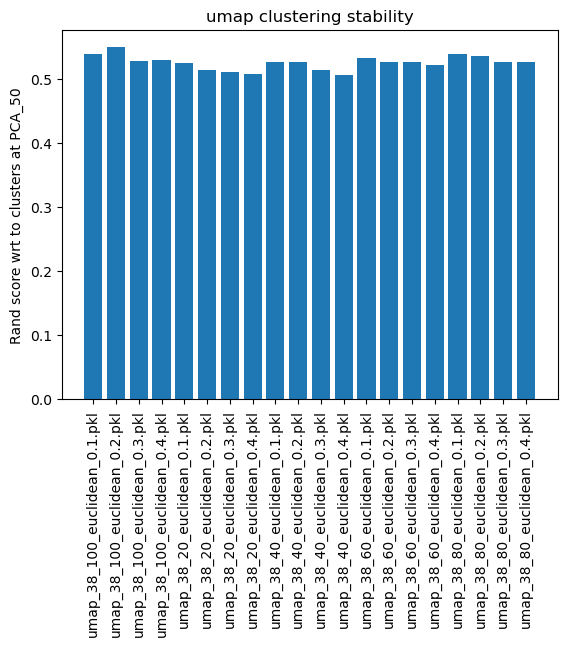 umap clustering stability
Rand score wrt to clusters at PCA_50
0.5
0.4
0.3
0.2
0.1
0.0
umap_38_100_euclidean_0.1.pkl
umap_38_100_euclidean_0.2.pkl
umap_38_100_euclidean_0.3.pkl
umap_38_100_euclidean_0.4.pkl
umap_38_20_euclidean_0.1.pkl
umap_38_20_euclidean_0.2.pkl
umap_38_20_euclidean_0.3.pkl
umap_38_20_euclidean_0.4.pkl
umap_38_40_euclidean_0.1.pkl
umap_38_40_euclidean_0.2.pkl
umap_38_40_euclidean_0.3.pkl
umap_38_40_euclidean_0.4.pkl
umap_38_60_euclidean_0.1.pkl
umap_38_60_euclidean_0.2.pkl
umap_38_60_euclidean_0.3.pkl
umap_38_60_euclidean_0.4.pkl
umap_38_80_euclidean_0.1.pkl
umap_38_80_euclidean_0.2.pkl
umap_38_80_euclidean_0.3.pkl
umap_38_80_euclidean_0.4.pkl